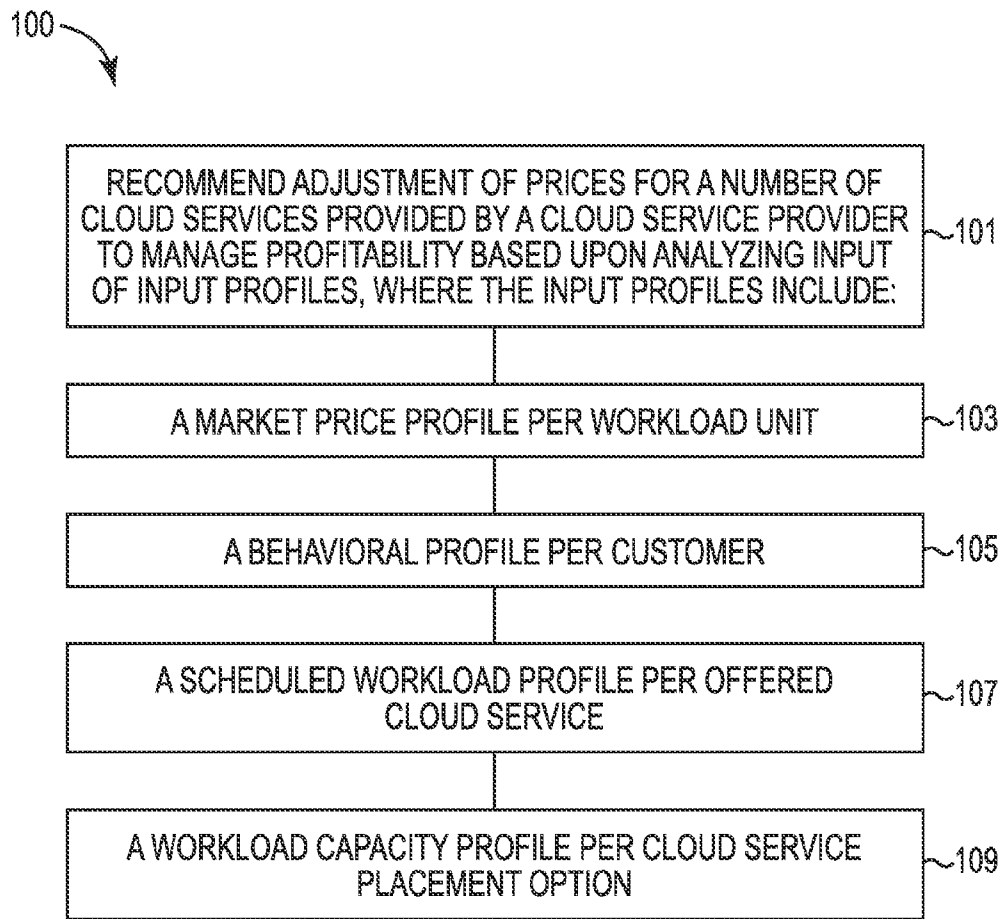 100
RECOMMEND ADJUSTMENT OF PRICES FOR A NUMBER OF
CLOUD SERVICES PROVIDED BY A CLOUD SERVICE PROVIDER
TO MANAGE PROFITABILITY BASED UPON ANALYZING INPUT
OF INPUT PROFILES, WHERE THE INPUT PROFILES INCLUDE:
101
A MARKET PRICE PROFILE PER WORKLOAD UNIT
103
A BEHAVIORAL PROFILE PER CUSTOMER
105
A SCHEDULED WORKLOAD PROFILE PER OFFERED
CLOUD SERVICE
107
A WORKLOAD CAPACITY PROFILE PER CLOUD SERVICE
PLACEMENT OPTION
109